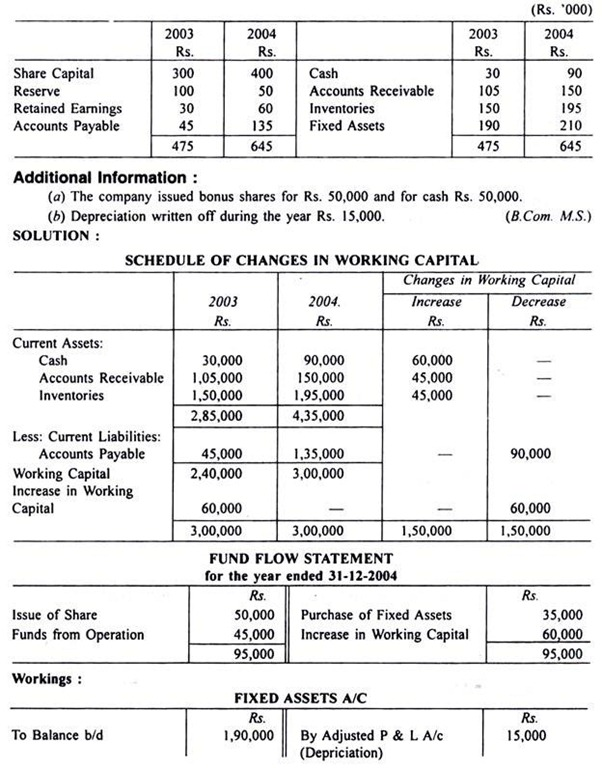 (Rs. '000)
2003 2004 2003 2004
Rs. Rs. Rs. Rs.
Share Capital 300 400 Cash 30 90
Reserve 100 50 Accounts Receivable 105 150
Retained Earnings 30 60 Inventories 150 195
Accounts Payable 45 135 Fixed Assets 190 210
475 645 475 645
Additional Information :
(a) The company issued bonus shares for Rs. 50,000 and for cash Rs. 50,000.
(b) Depreciation written off during the year Rs. 15,000. (B.Com. M.S.)
SOLUTION :
SCHEDULE OF CHANGES IN WORKING CAPITAL
Changes in Working Capital
2003 2004. Increase Decrease
Rs. Rs. Rs. Rs.
Current Assets:
Cash 30,000 90,000 60,000 —
Accounts Receivable 1,05,000 150,000 45,000 —
Inventories 1,50,000 1,95,000 45,000 —
2,85,000 4,35,000
Less: Current Liabilities:
Accounts Payable 45,000 1,35,000 — 90,000
Working Capital 2,40,000 3,00,000
Increase in Working
Capital 60,000 — — 60,000
3,00,000 3,00,000 1,50,000 1,50,000
FUND FLOW STATEMENT
for the year ended 31-12-2004
Rs. Rs.
Issue of Share 50,000 Purchase of Fixed Assets 35,000
Funds from Operation 45,000 Increase in Working Capital 60,000
95,000 95,000
Workings :
FIXED ASSETS A/C
Rs. Rs.
To Balance b/d 1,90,000 By Adjusted P & L A/c 15,000
(Depriciation)